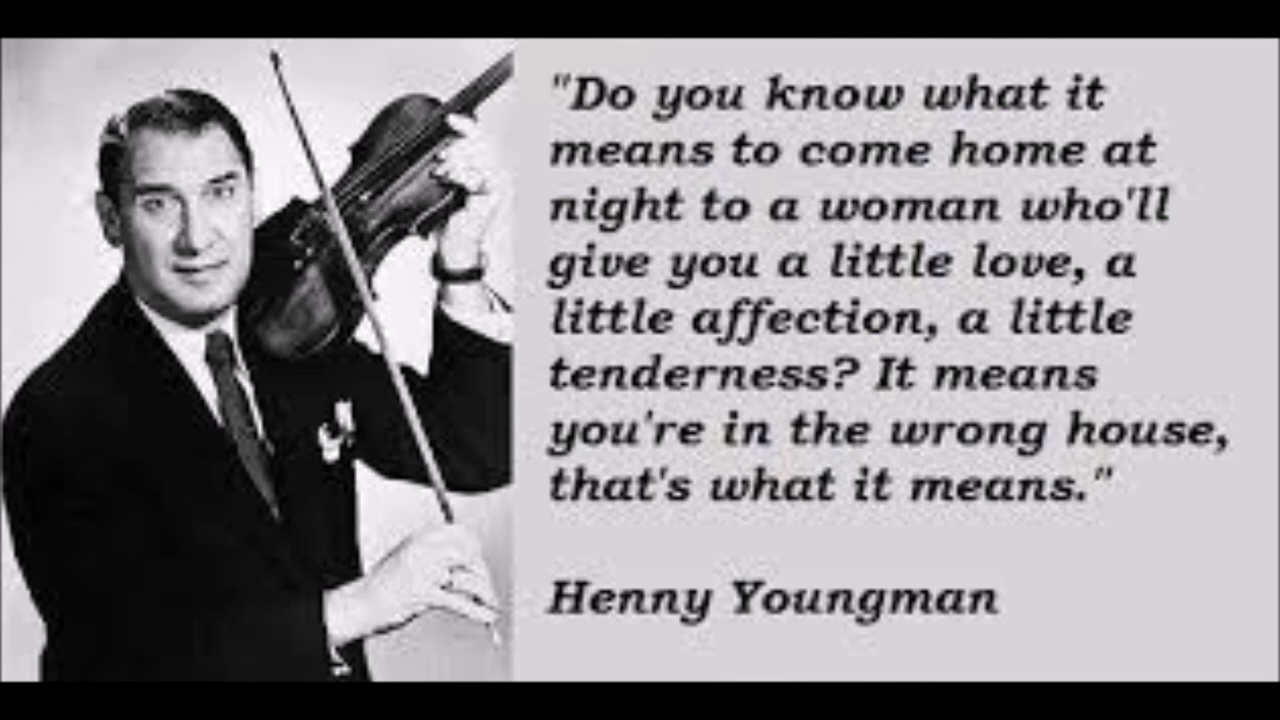 "Do you know what it
means to come home at
night to a woman who'll
give you a little love, a
little affection, a little
tenderness? It means
you're in the wrong house,
that's what it means."
Henny Youngman